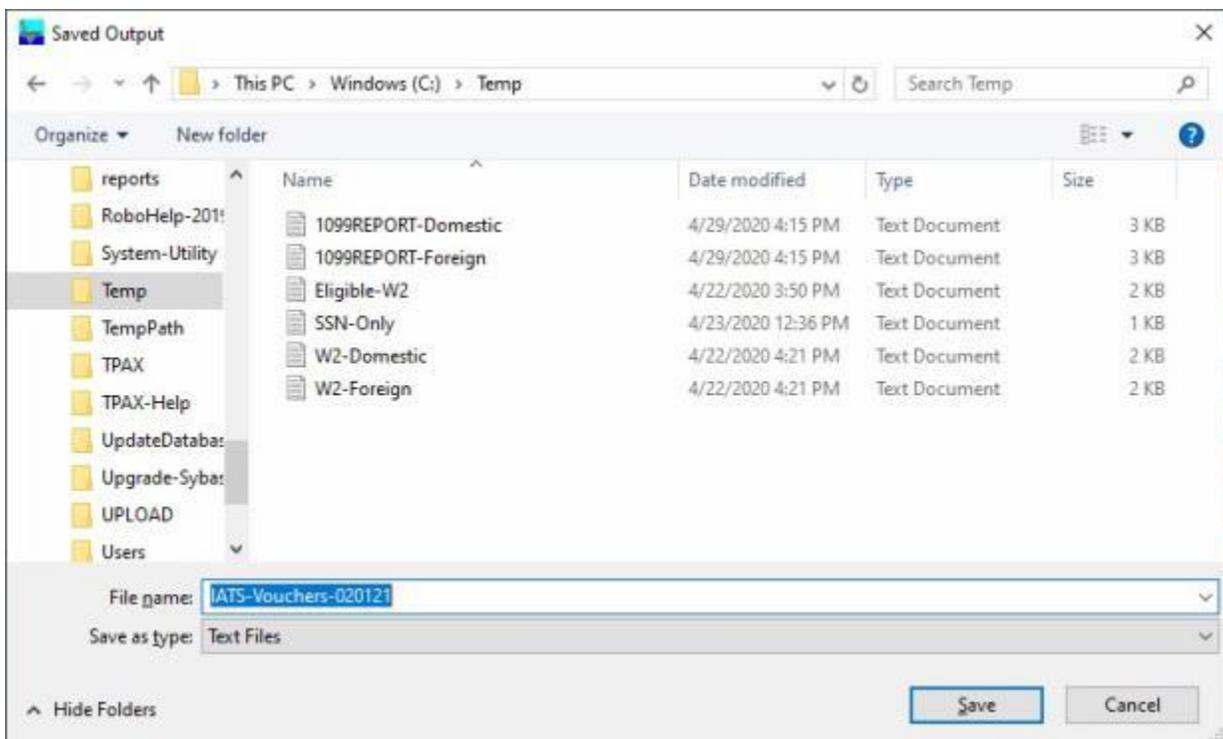 Saved Output
This PC > Windows (C:) > Temp
Search Temp
Organize
New folder
?
reports
RoboHelp-2019
System-Utility
Temp
TempPath
TPAX
TPAX-Help
UpdateDatabas
Upgrade-Sybas
UPLOAD
Users
Name Date modified Type Size
1099REPORT-Domestic 4/29/2020 4:15 PM Text Document 3 KB
1099REPORT-Foreign 4/29/2020 4:15 PM Text Document 3 KB
Eligible-W2 4/22/2020 3:50 PM Text Document 2 KB
SSN-Only 4/23/2020 12:36 PM Text Document 1 KB
W2-Domestic 4/22/2020 4:21 PM Text Document 2 KB
W2-Foreign 4/22/2020 4:21 PM Text Document 2 KB
File name: IATS-Vouchers-020121
Save as type: Text Files
Hide Folders
Save
Cancel